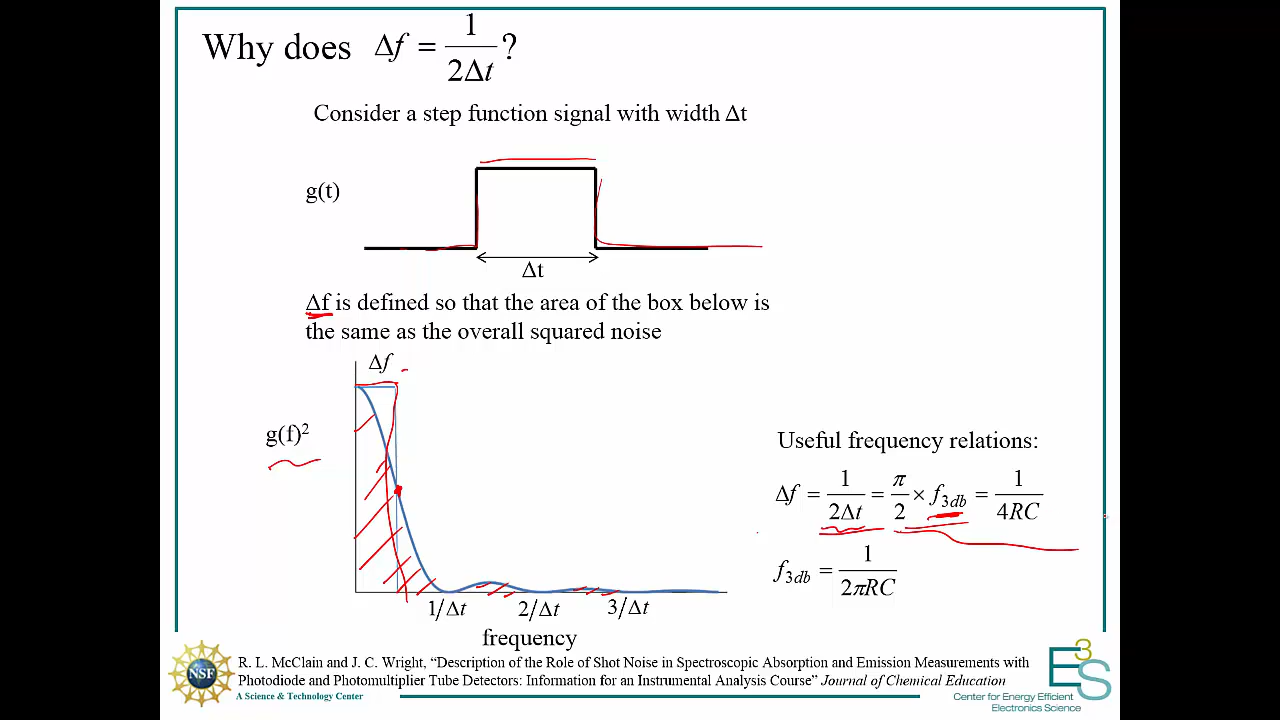 Why does Δf = 1/2Δt ?
Consider a step function signal with width Δt
g(t)
Δt
Δf is defined so that the area of the box below is
the same as the overall squared noise
Δf
g(f)²
Useful frequency relations:
Δf = 1/2Δt = π/2 × f3db = 1/4RC
f3db = 1/2πRC
1/Δt 2/Δt 3/Δt
frequency
NSF
R. L. McClain and J. C. Wright, “Description of the Role of Shot Noise in Spectroscopic Absorption and Emission Measurements with
Photodiode and Photomultiplier Tube Detectors: Information for an Instrumental Analysis Course” Journal of Chemical Education
A Science & Technology Center
E3S
Center for Energy Efficient
Electronics Science